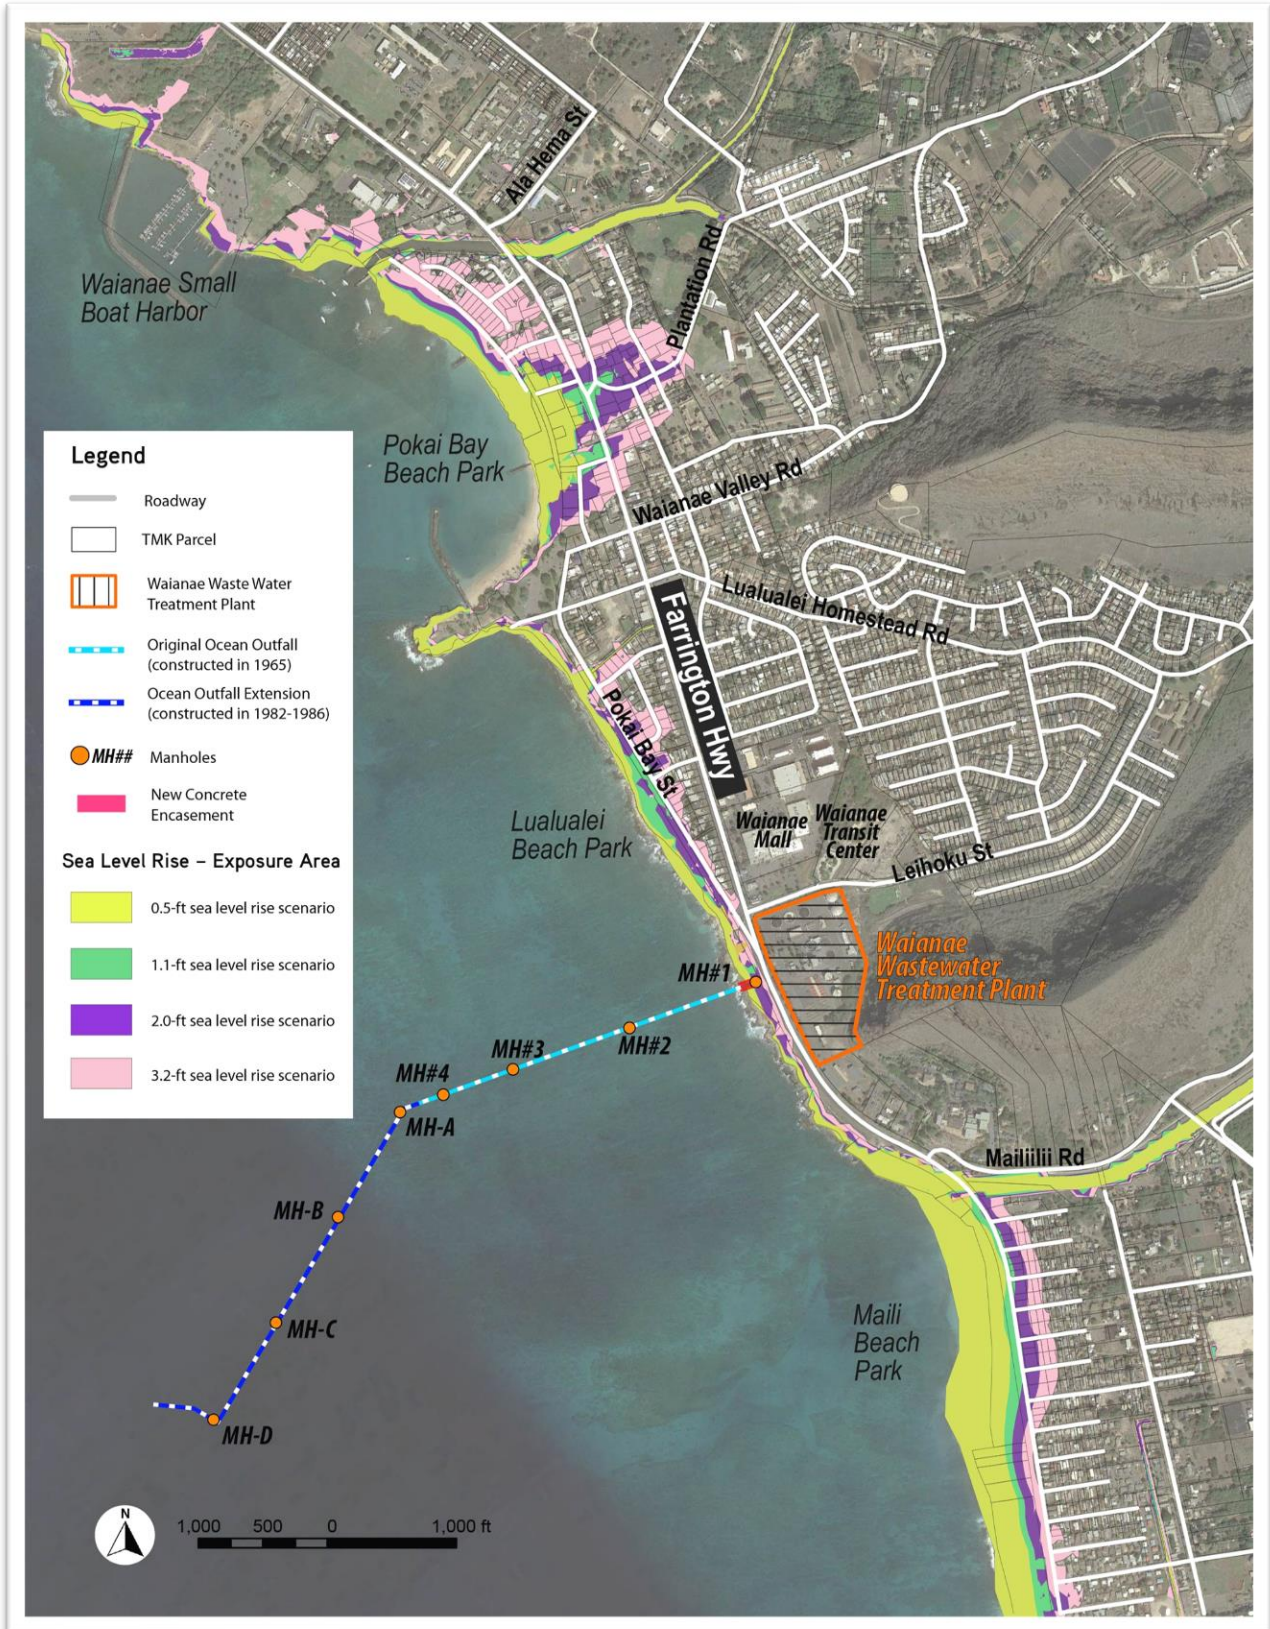 Ala Hema St
Plantation Rd
Waianae Small
Boat Harbor
Pokai Bay
Beach Park
Waianae Valley Rd
Lualualei Homestead Rd
Farrington Hwy
Pokai Bay St
Lualualei
Beach Park
Waianae
Mall
Waianae
Transit
Center
Leihoku St
Waianae
Wastewater
Treatment Plant
MH#1
MH#2
MH#3
MH#4
MH-A
MH-B
MH-C
MH-D
Mailiilii Rd
Maili
Beach
Park
Legend
Roadway
TMK Parcel
Waianae Waste Water
Treatment Plant
Original Ocean Outfall
(constructed in 1965)
Ocean Outfall Extension
(constructed in 1982-1986)
MH## Manholes
New Concrete
Encasement
Sea Level Rise – Exposure Area
0.5-ft sea level rise scenario
1.1-ft sea level rise scenario
2.0-ft sea level rise scenario
3.2-ft sea level rise scenario
N
1,000 500 0 1,000 ft